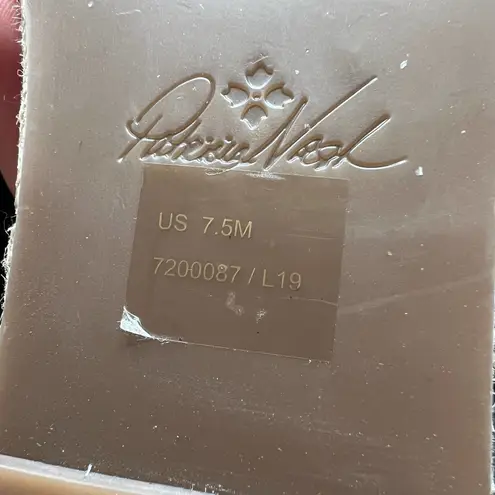 Patricia Nash
US 7.5M
7200087 / L19